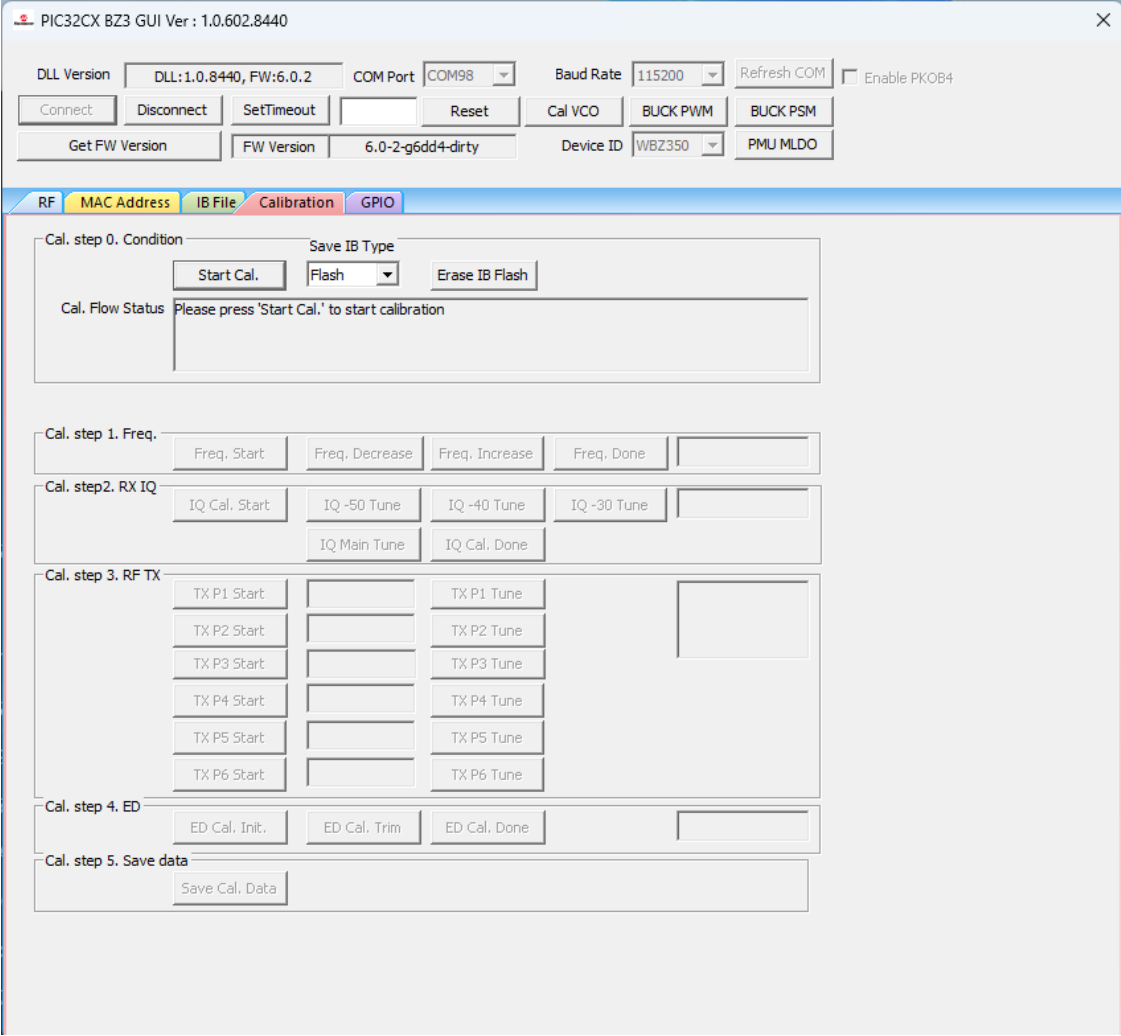 PIC32CX BZ3 GUI Ver : 1.0.602.8440
DLL Version DLL:1.0.8440, FW:6.0.2 COM Port COM98 Baud Rate 115200 Refresh COM Enable PKOB4
Connect Disconnect SetTimeout Reset Cal VCO BUCK PWM BUCK PSM
Get FW Version FW Version 6.0-2-g6dd4-dirty Device ID WBZ350 PMU MLDO
RF MAC Address IB File Calibration GPIO
Cal. step 0. Condition
Save IB Type
Start Cal. Flash Erase IB Flash
Cal. Flow Status Please press 'Start Cal.' to start calibration
Cal. step 1. Freq.
Freq. Start Freq. Decrease Freq. Increase Freq. Done
Cal. step2. RX IQ
IQ Cal. Start IQ -50 Tune IQ -40 Tune IQ -30 Tune
IQ Main Tune IQ Cal. Done
Cal. step 3. RF TX
TX P1 Start TX P1 Tune
TX P2 Start TX P2 Tune
TX P3 Start TX P3 Tune
TX P4 Start TX P4 Tune
TX P5 Start TX P5 Tune
TX P6 Start TX P6 Tune
Cal. step 4. ED
ED Cal. Init. ED Cal. Trim ED Cal. Done
Cal. step 5. Save data
Save Cal. Data